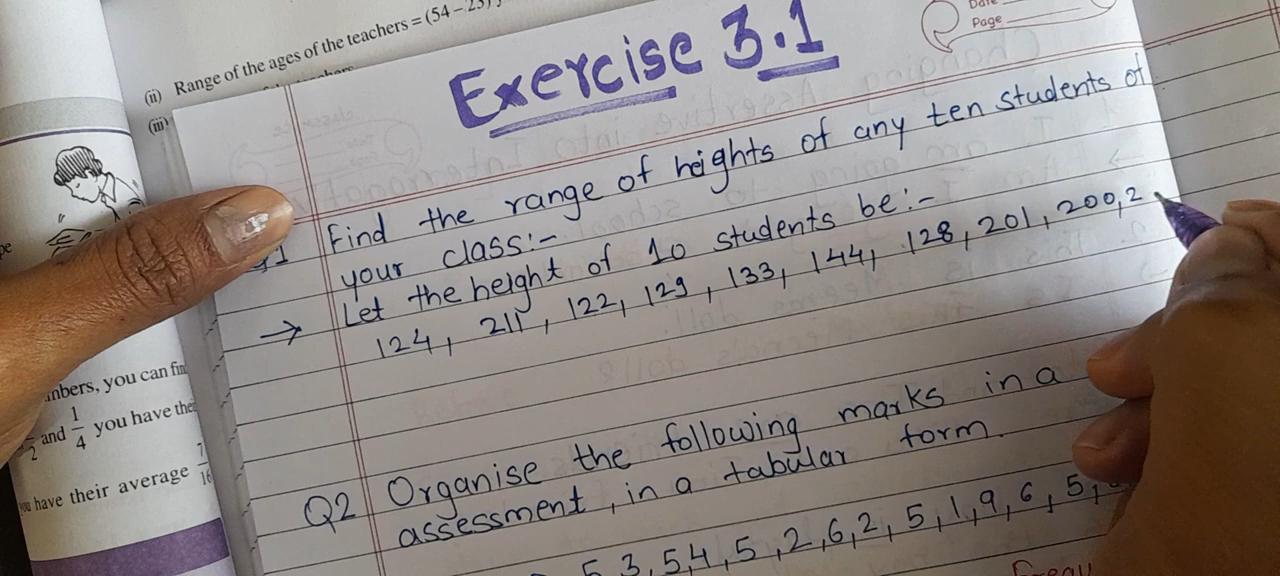 (ii) Range of the ages of the teachers = (54 – 23)
(iii)
Date
Page
Exercise 3.1
Find the range of heights of any ten students of
your class:-
→ Let the height of 10 students be:-
124, 211, 122, 129, 133, 144, 128, 201, 200, 2
Q2 Organise the following marks in a
assessment, in a tabular form.
5 3, 5, 4, 5, 2, 6, 2, 5, 1, 9, 6, 5,
you can fin
1/2 and 1/4 you have the
have their average 7/16